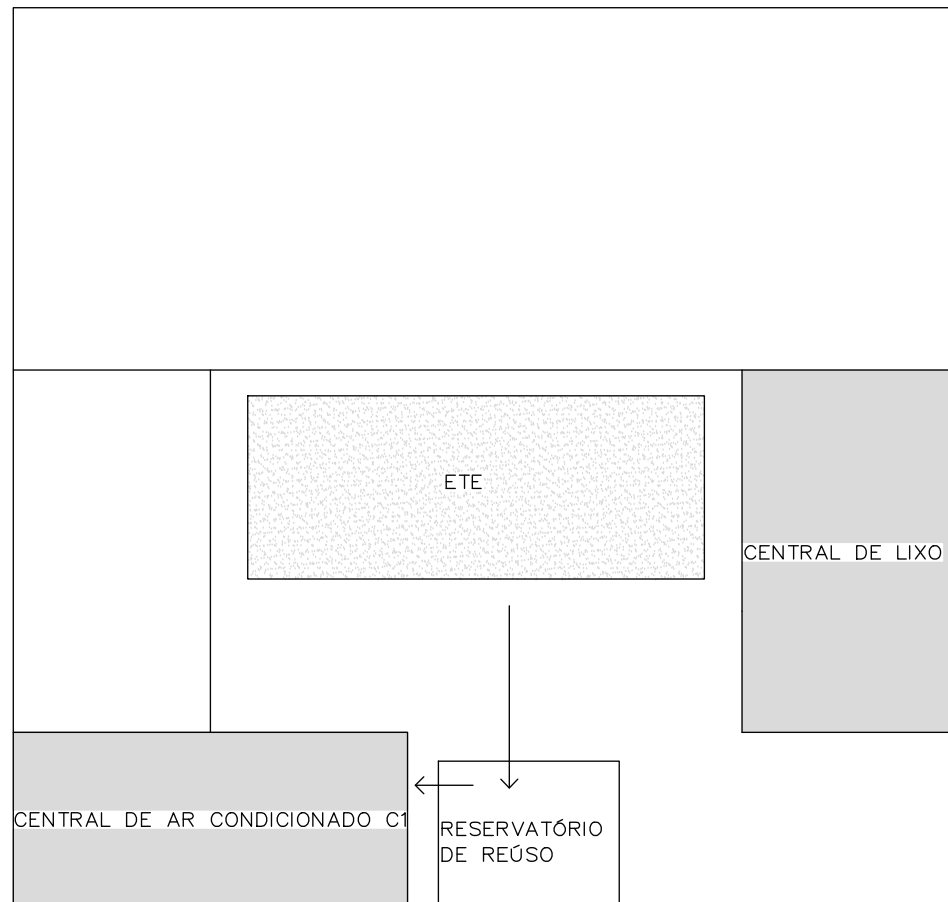 ETE
CENTRAL DE LIXO
CENTRAL DE AR CONDICIONADO C1
RESERVATÓRIO
DE REÚSO